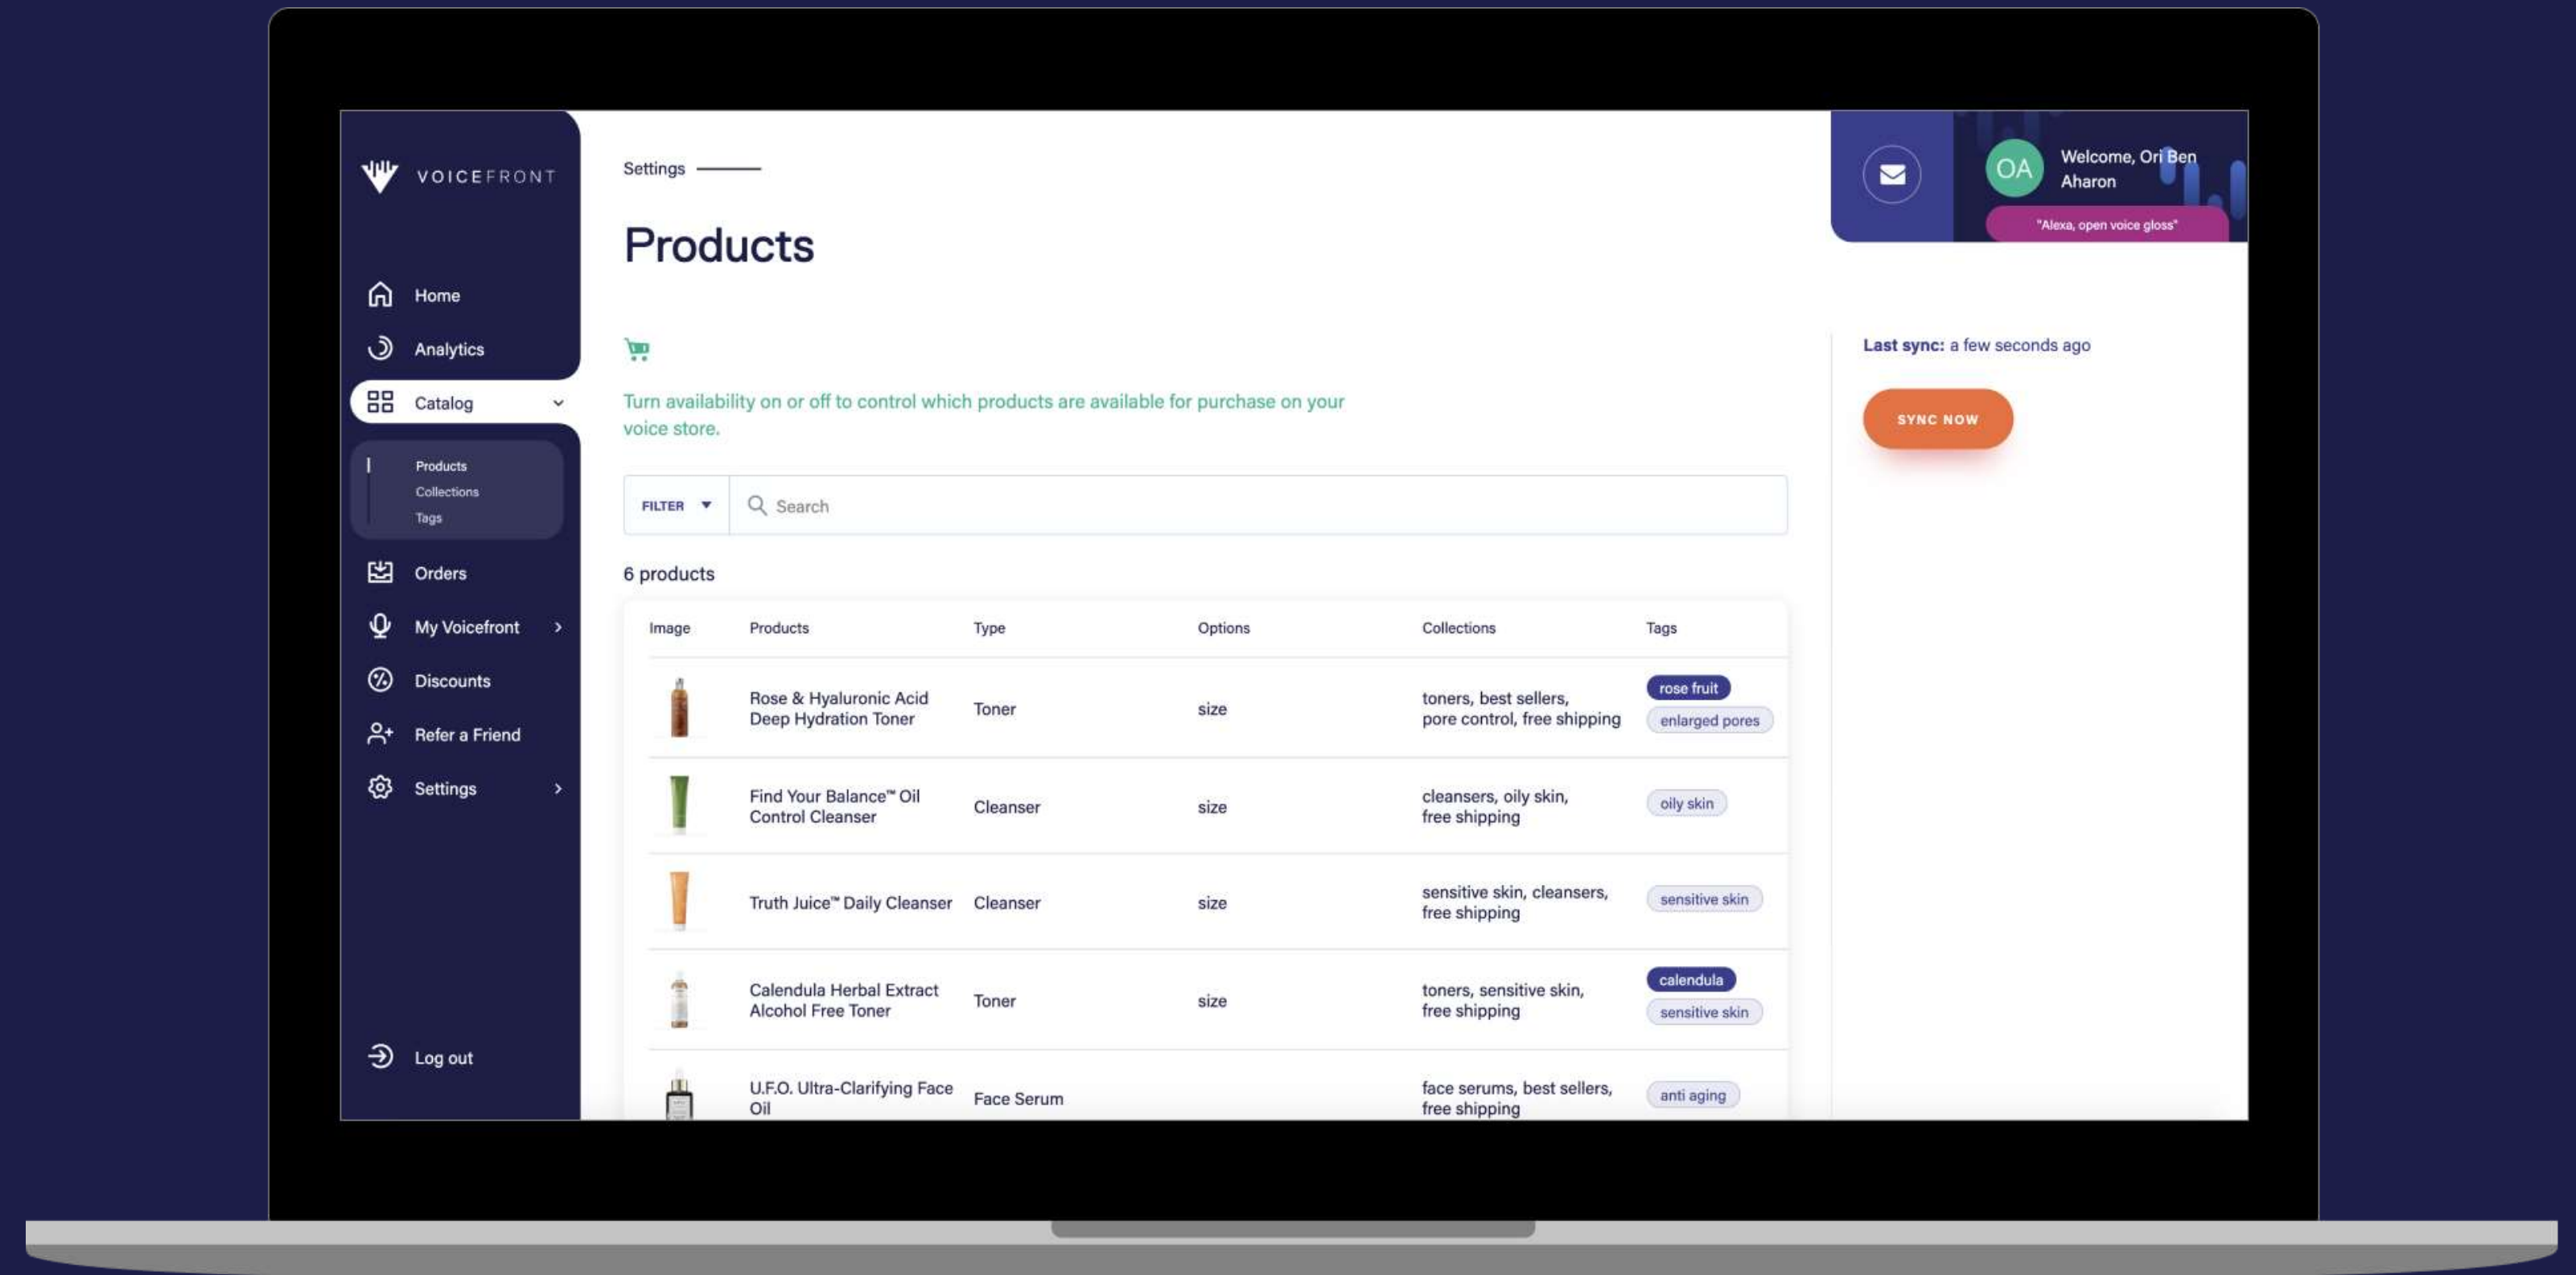 VOICEFRONT
Home
Analytics
Catalog
Products
Collections
Tags
Orders
My Voicefront
Discounts
Refer a Friend
Settings
Log out
Settings
Products
Turn availability on or off to control which products are available for purchase on your
voice store.
FILTER
Search
6 products
Image Products Type Options Collections Tags
Rose & Hyaluronic Acid
Deep Hydration Toner
Toner
size
toners, best sellers,
pore control, free shipping
rose fruit
enlarged pores
Find Your Balance™ Oil
Control Cleanser
Cleanser
size
cleansers, oily skin,
free shipping
oily skin
Truth Juice™ Daily Cleanser
Cleanser
size
sensitive skin, cleansers,
free shipping
sensitive skin
Calendula Herbal Extract
Alcohol Free Toner
Toner
size
toners, sensitive skin,
free shipping
calendula
sensitive skin
U.F.O. Ultra-Clarifying Face
Oil
Face Serum
face serums, best sellers,
free shipping
anti aging
OA
Welcome, Ori Ben
Aharon
"Alexa, open voice gloss"
Last sync: a few seconds ago
SYNC NOW